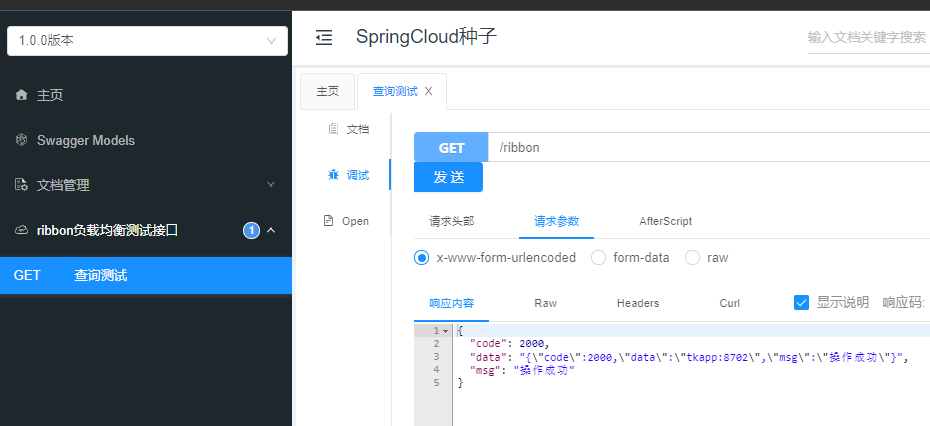 1.0.0版本
SpringCloud种子
输入文档关键字搜索
主页
Swagger Models
文档管理
ribbon负载均衡测试接口 1
GET 查询测试
主页 查询测试 X
文档
调试
Open
GET /ribbon
发 送
请求头部 请求参数 AfterScript
x-www-form-urlencoded form-data raw
响应内容 Raw Headers Curl 显示说明 响应码:
1 {
2 "code": 2000,
3 "data": "{\"code\":2000,\"data\":\"tkapp:8702\",\"msg\":\"操作成功\"}",
4 "msg": "操作成功"
5 }